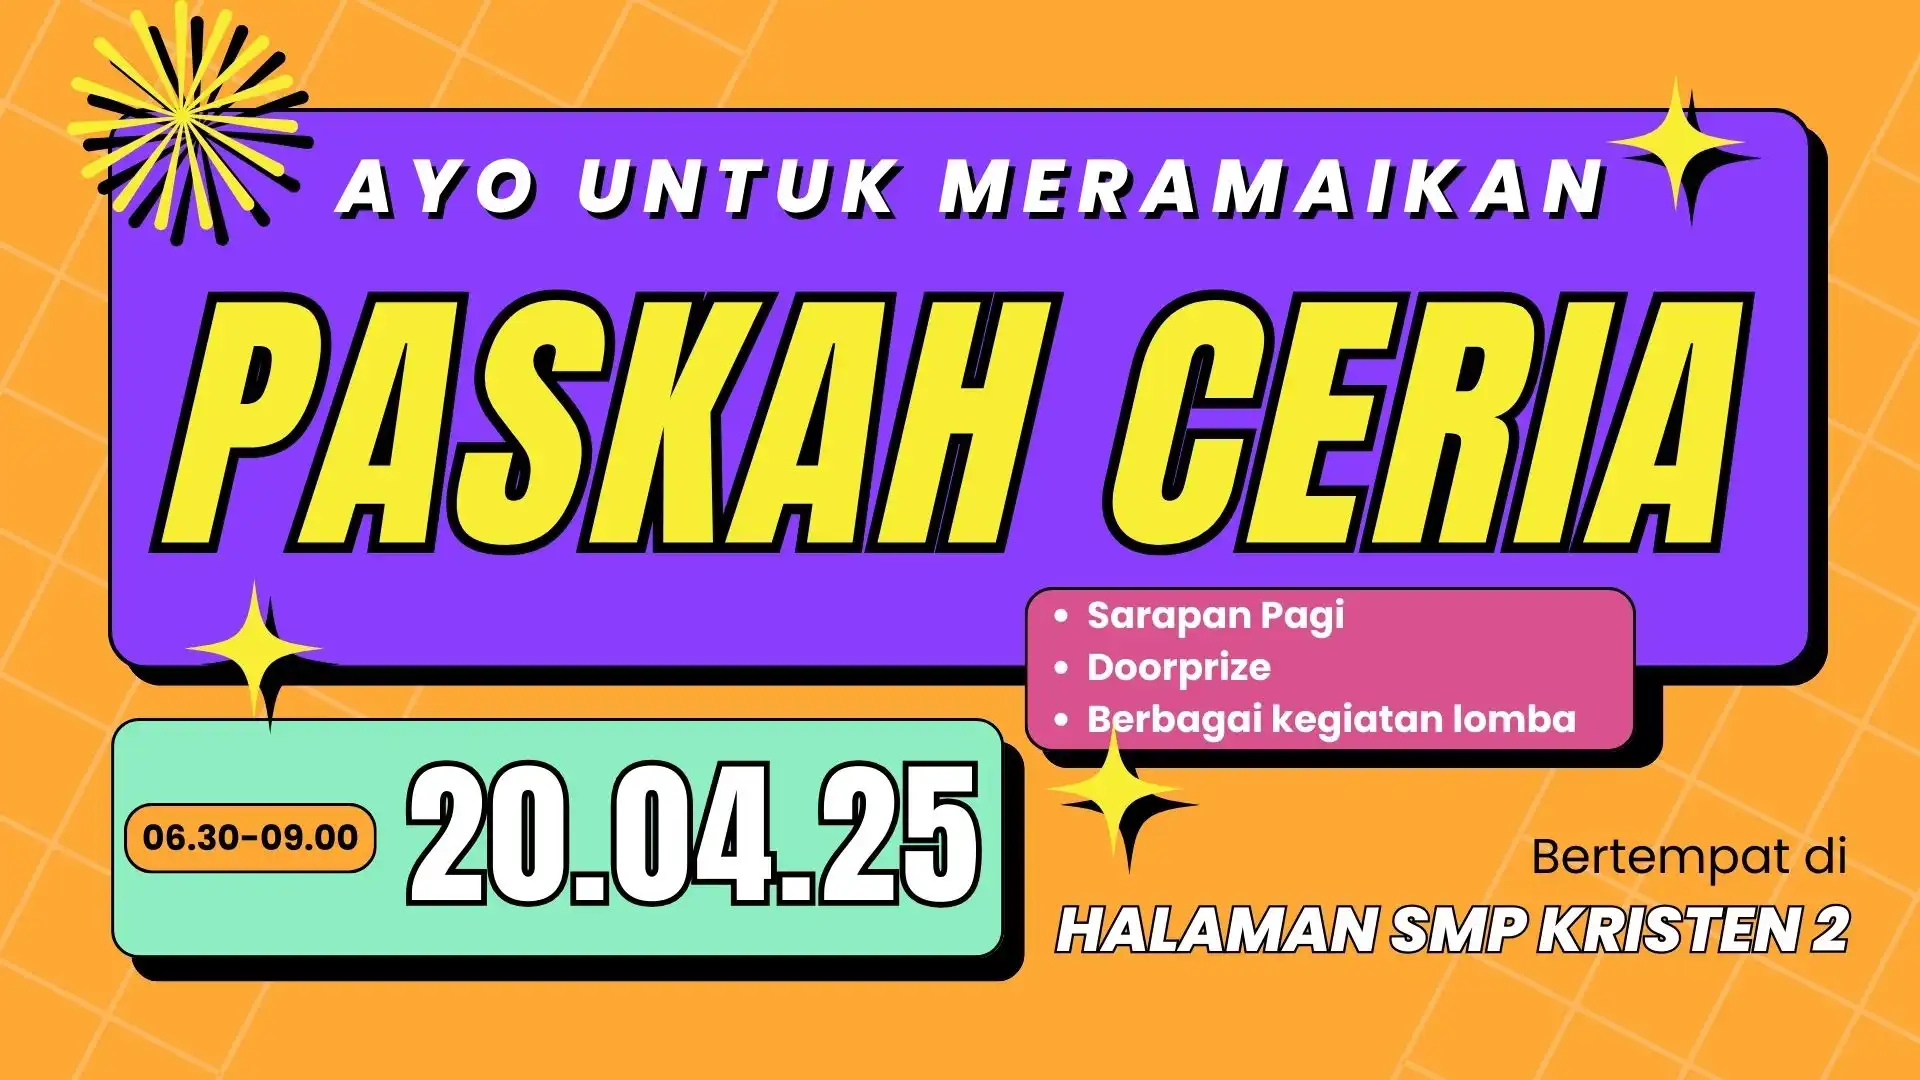 AYO UNTUK MERAMAIKAN
PASKAH CERIA
• Sarapan Pagi
• Doorprize
• Berbagai kegiatan lomba
06.30-09.00
20.04.25
Bertempat di
HALAMAN SMP KRISTEN 2